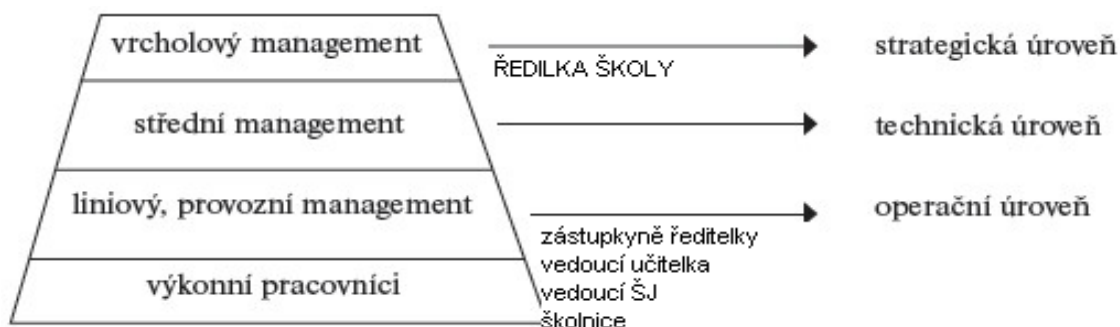 vrcholový management
strategická úroveň
ŘEDILKA ŠKOLY
střední management
technická úroveň
liniový, provozní management
operační úroveň
zástupkyně ředitelky
vedoucí učitelka
výkonní pracovníci
vedoucí ŠJ
školnice